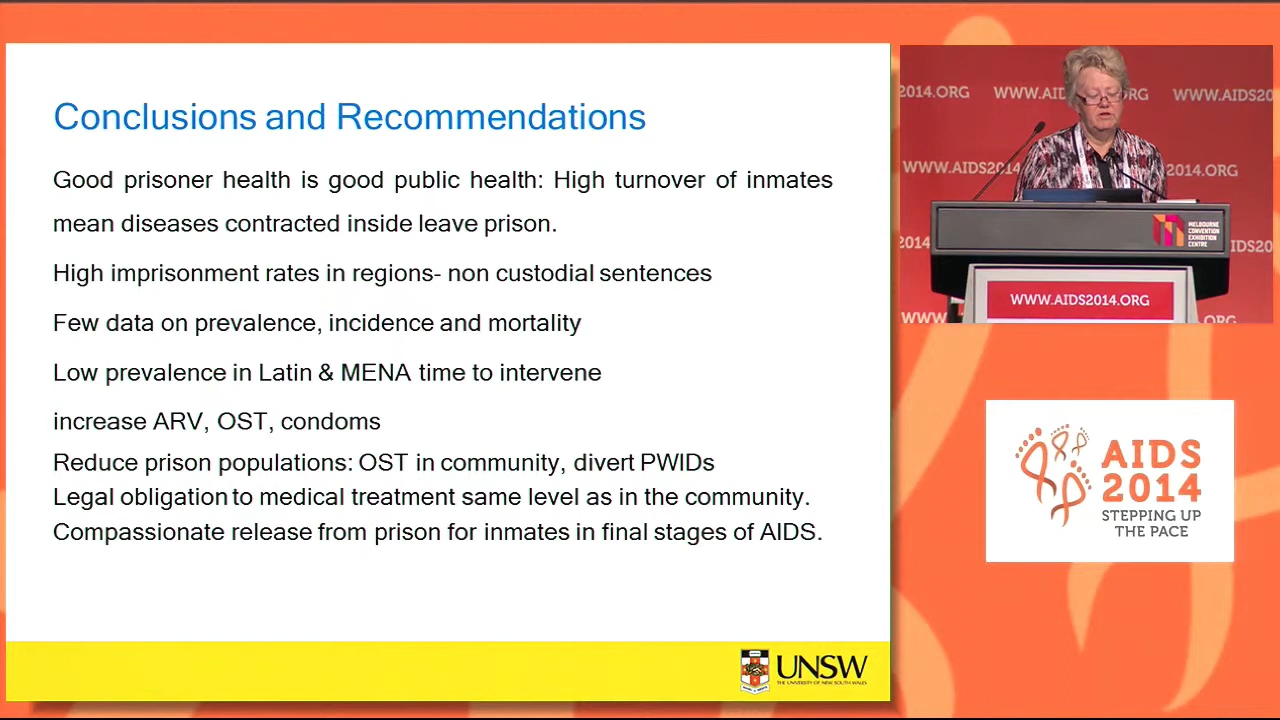 Conclusions and Recommendations
Good prisoner health is good public health: High turnover of inmates
mean diseases contracted inside leave prison.
High imprisonment rates in regions- non custodial sentences
Few data on prevalence, incidence and mortality
Low prevalence in Latin & MENA time to intervene
increase ARV, OST, condoms
Reduce prison populations: OST in community, divert PWIDs
Legal obligation to medical treatment same level as in the community.
Compassionate release from prison for inmates in final stages of AIDS.
UNSW
THE UNIVERSITY OF NEW SOUTH WALES
2014.ORG WWW.AID RG WWW.AIDS20
WWW.AIDS2014 2014.ORG
2014 IDS20
MELBOURNE
CONVENTION
EXHIBITION
CENTRE
WWW.AIDS2014.ORG
WWW ORG
AIDS
2014
STEPPING UP
THE PACE